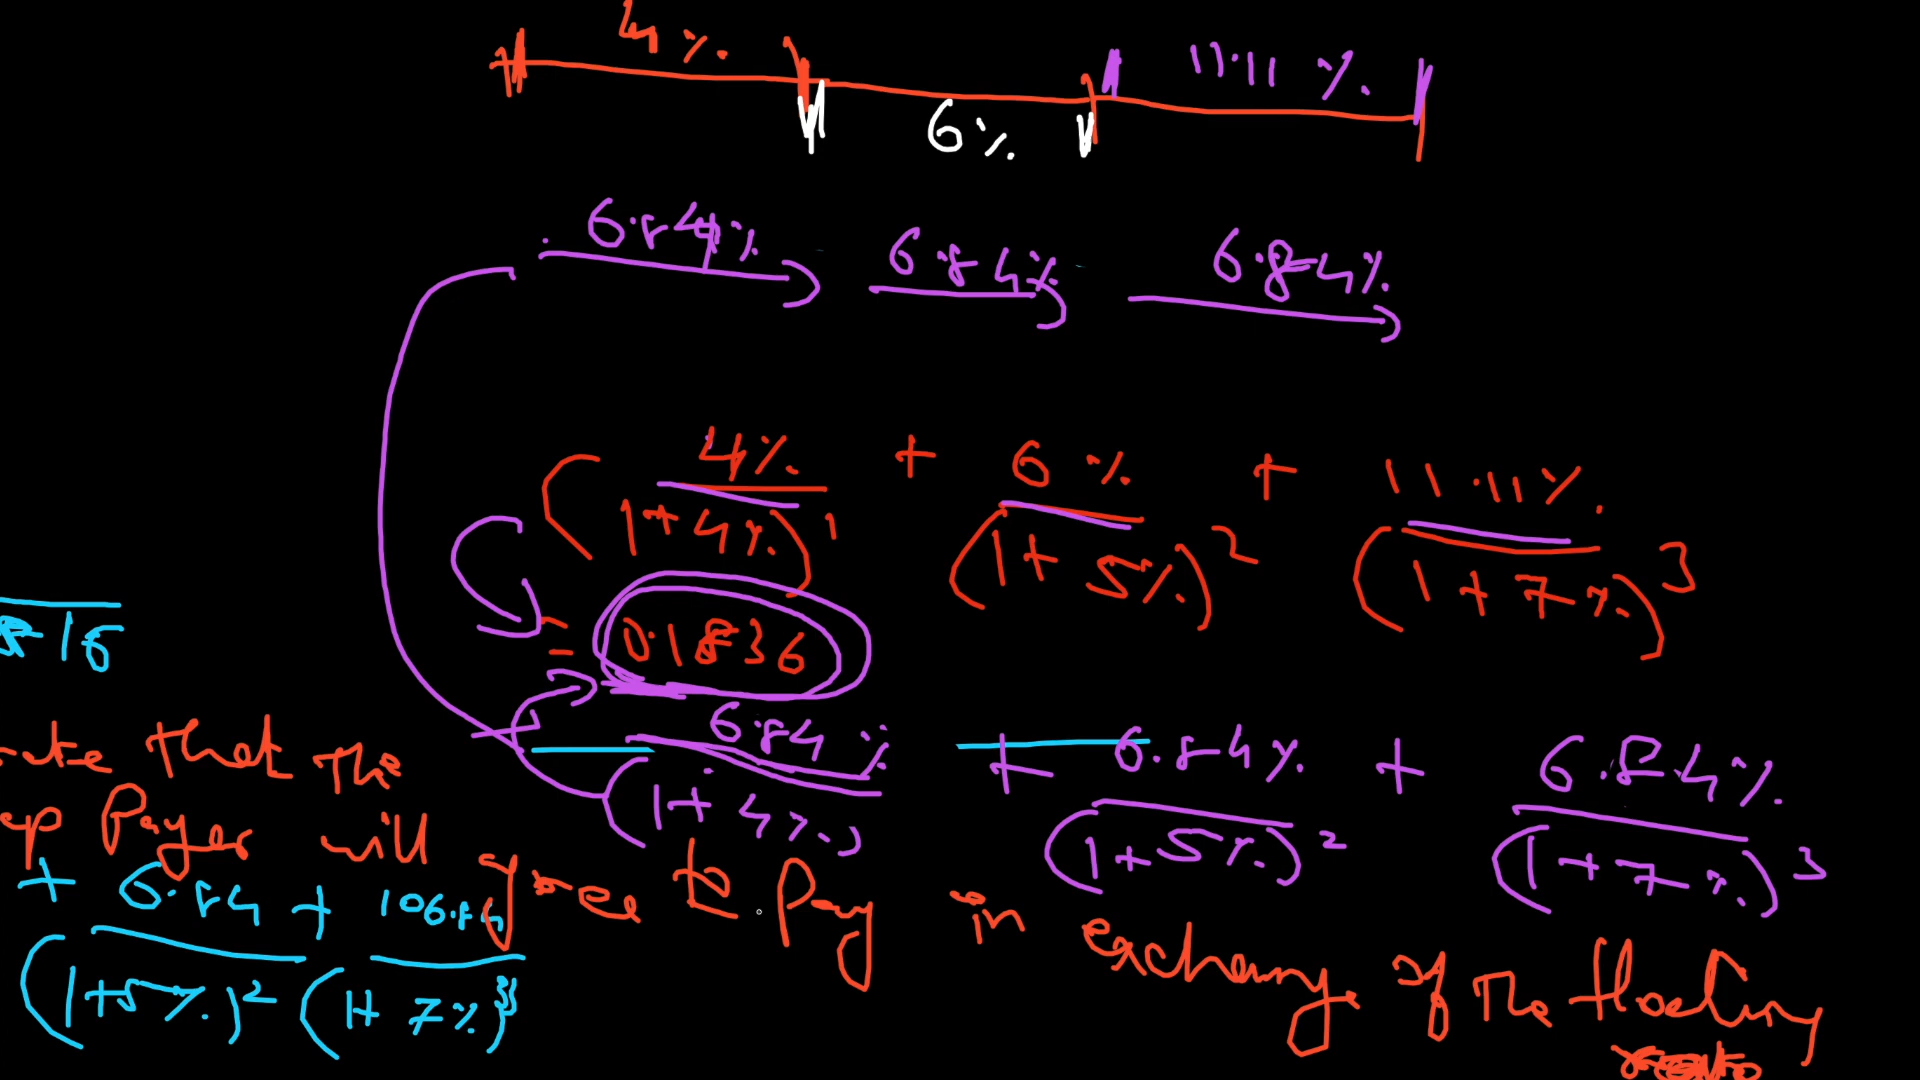 4% 11.11 %.
6%.
6.84% 6.84% 6.84%.
4%. + 6 %. + 11.11%.
(1+4%.)¹ (1+5%.)² (1+7%.)³
= 0.1836
16
6.84 % + 6.84%. + 6.84%.
(1+4%.) (1+5%.)² (1+7%.)³
that the
Payer will
to Pay in exchange of the floating
+ 6.84 + 106.84
(1+5%.)² (1+7%.)³